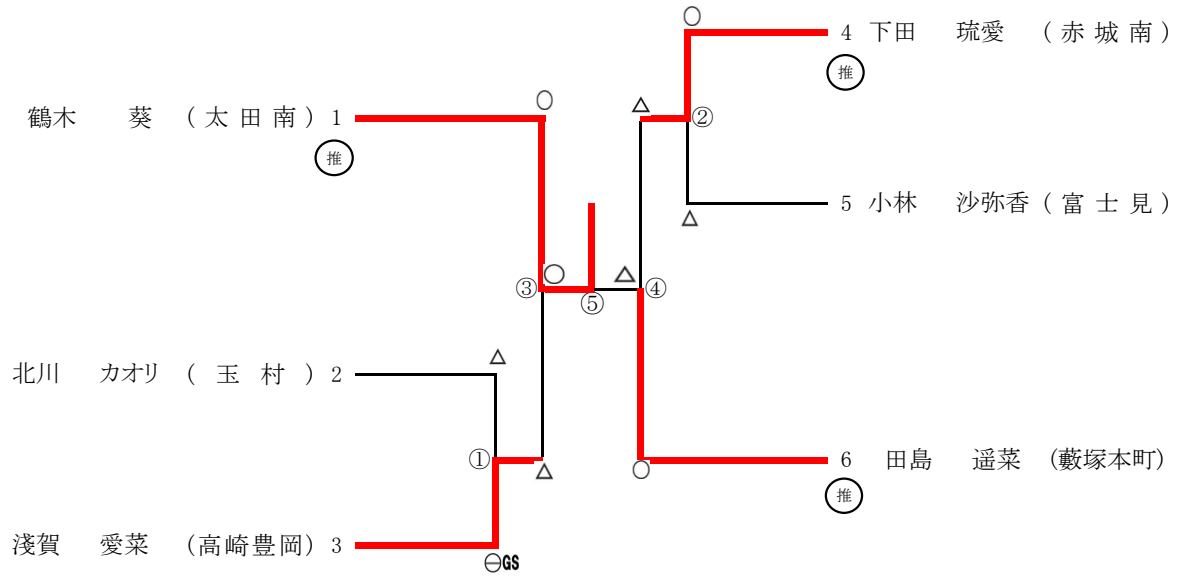 鶴木 葵 (太田南) 1
推
○
北川 カオリ (玉村) 2
△
①
淺賀 愛菜 (高崎豊岡) 3
⊖GS
△
③
○
⑤
△
④
○
4 下田 琉愛 (赤城南)
推
△
②
5 小林 沙弥香 (富士見)
△
6 田島 遥菜 (藪塚本町)
推
○